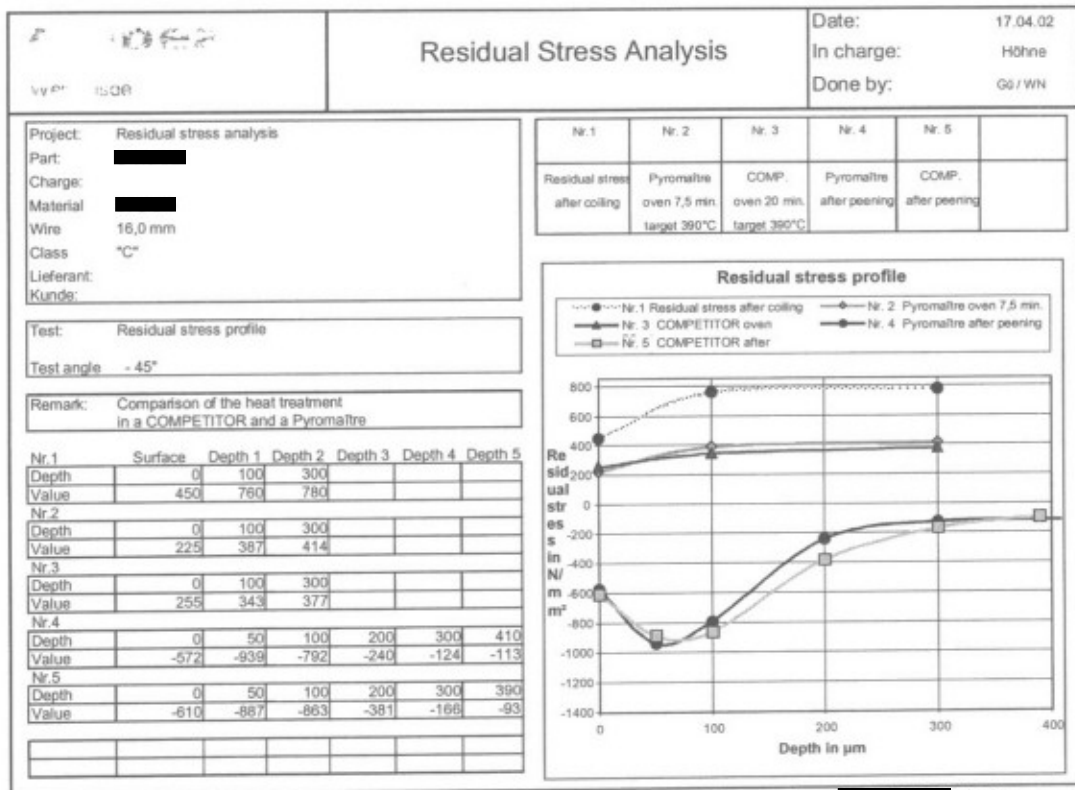 Residual Stress Analysis
Date: 17.04.02
In charge: Höhne
Done by: Gö / WN
Project: Residual stress analysis
Part:
Charge:
Material
Wire 16,0 mm
Class "C"
Lieferant:
Kunde:
Test: Residual stress profile
Test angle - 45°
Remark: Comparison of the heat treatment
in a COMPETITOR and a Pyromaître
Nr.1 Surface Depth 1 Depth 2 Depth 3 Depth 4 Depth 5
Depth 0 100 300
Value 450 760 780
Nr.2
Depth 0 100 300
Value 225 387 414
Nr.3
Depth 0 100 300
Value 255 343 377
Nr.4
Depth 0 50 100 200 300 410
Value -572 -939 -792 -240 -124 -113
Nr.5
Depth 0 50 100 200 300 390
Value -610 -887 -863 -381 -166 -93
Nr.1 Nr. 2 Nr. 3 Nr. 4 Nr. 5
Residual stress Pyromaître COMP. Pyromaître COMP.
after coiling oven 7,5 min. oven 20 min. after peening after peening
target 390°C target 390°C
Residual stress profile
Nr.1 Residual stress after coiling Nr. 2 Pyromaître oven 7,5 min.
Nr. 3 COMPETITOR oven Nr. 4 Pyromaître after peening
Nr. 5 COMPETITOR after
800
600
400
200
0
-200
-400
-600
-800
-1000
-1200
-1400
Re
sid
ual
str
es
s
in
N/
m
m²
0 100 200 300 400
Depth in µm